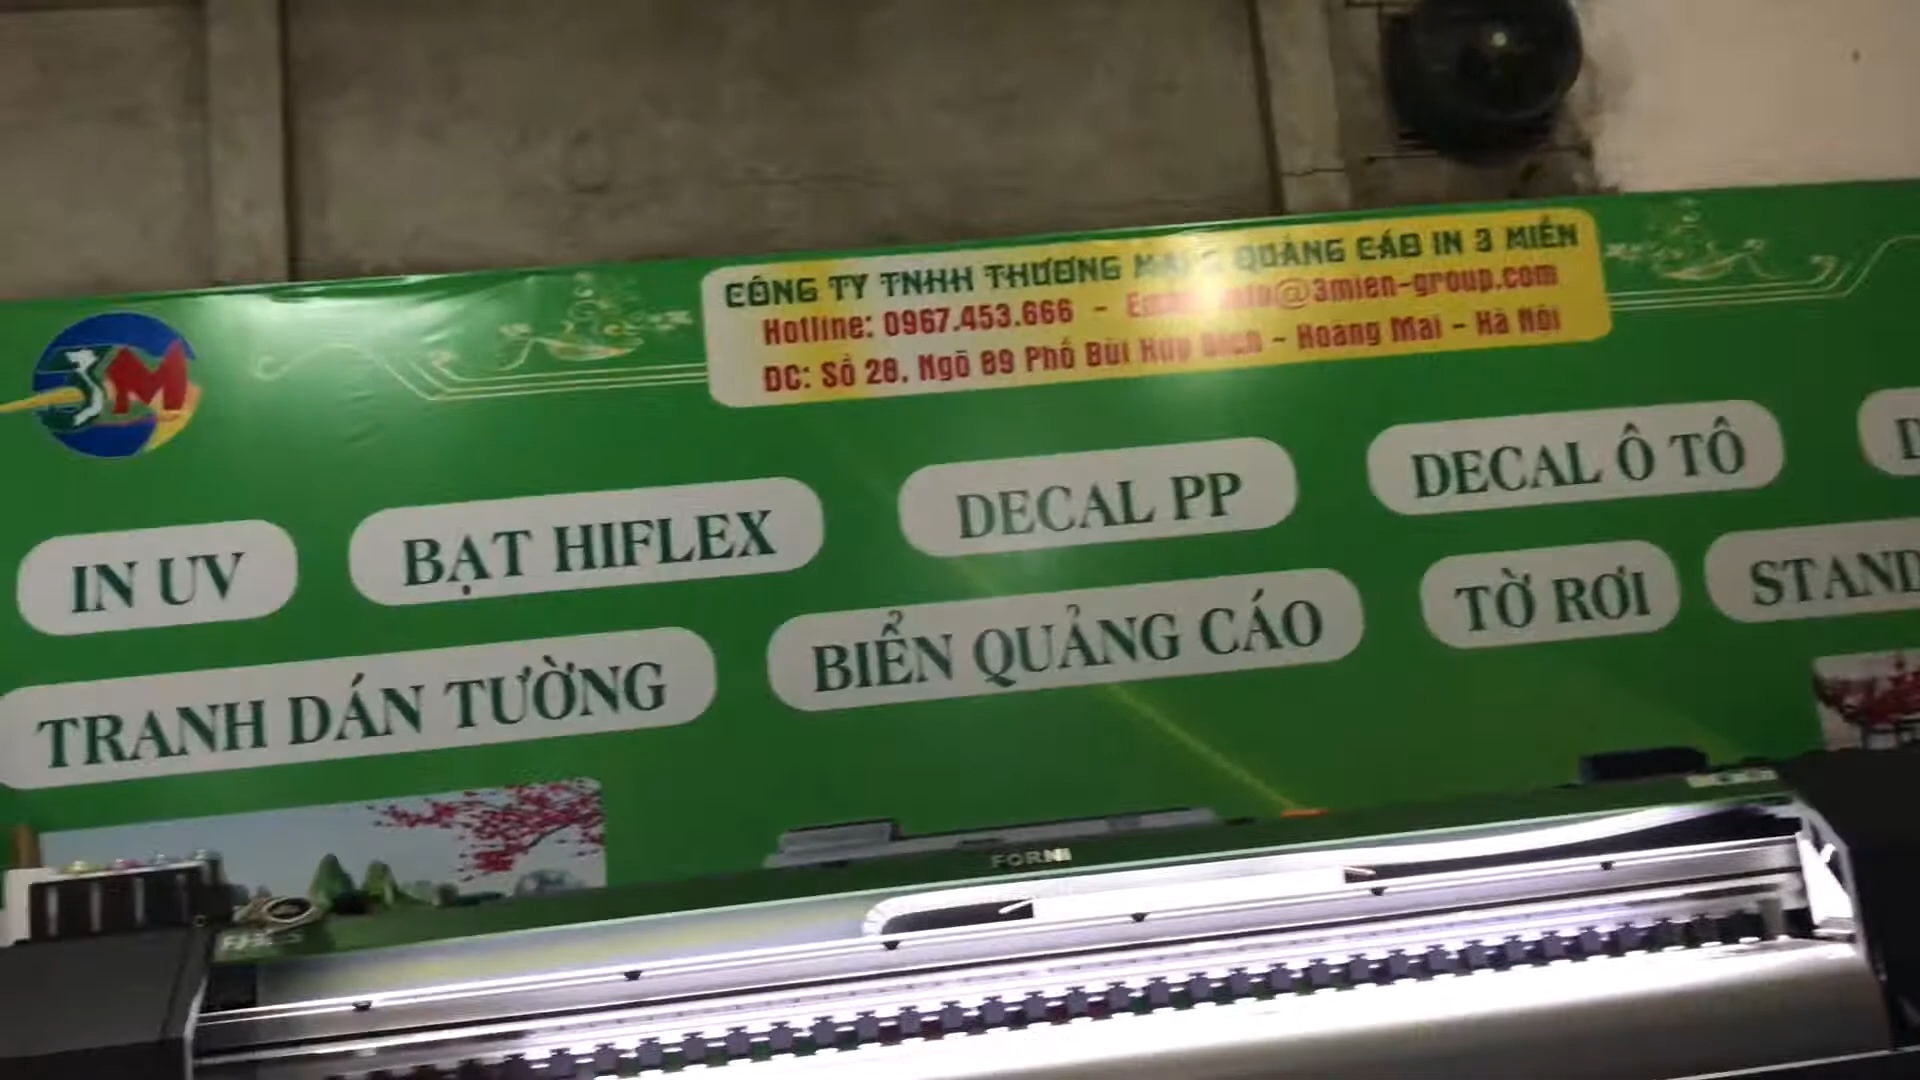 3M
CÔNG TY TNHH THƯƠNG MẠI & QUẢNG CÁO IN 3 MIỀN
Hotline: 0967.453.666 - Email: info@3mien-group.com
ĐC: Số 28, Ngõ 89 Phố Bùi Huy Bích - Hoàng Mai - Hà Nội
IN UV
BẠT HIFLEX
DECAL PP
DECAL Ô TÔ
TRANH DÁN TƯỜNG
BIỂN QUẢNG CÁO
TỜ RƠI
STAND
FORNI